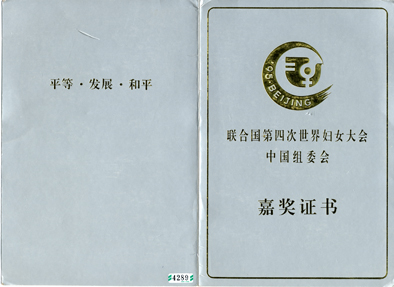 平等·发展·和平
4289
'95·BEIJING
联合国第四次世界妇女大会
中国组委会
嘉奖证书